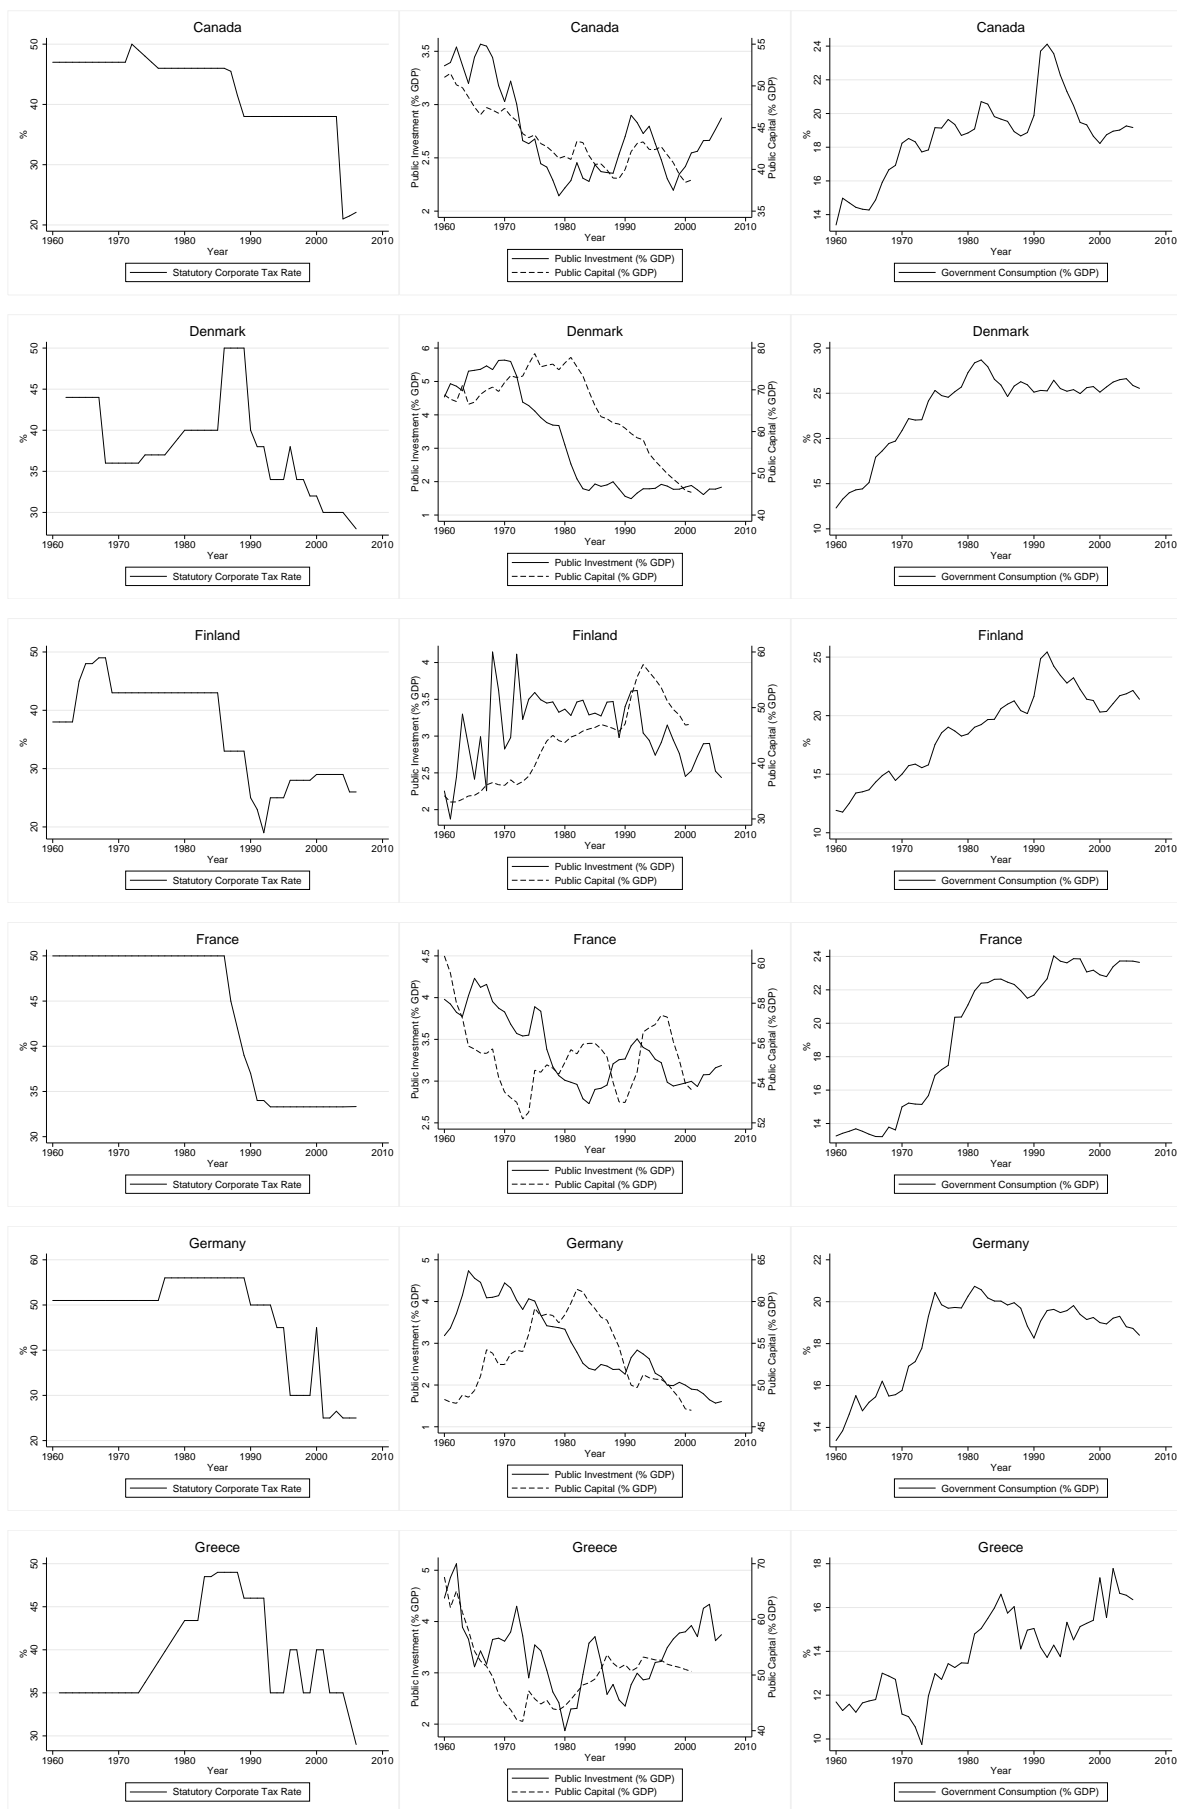 Canada
%
50
40
30
20
1960 1970 1980 1990 2000 2010
Year
Statutory Corporate Tax Rate
Canada
Public Investment (% GDP)
3.5
3
2.5
2
Public Capital (% GDP)
55
50
45
40
35
1960 1970 1980 1990 2000 2010
Year
Public Investment (% GDP)
Public Capital (% GDP)
Canada
%
24
22
20
18
16
14
1960 1970 1980 1990 2000 2010
Year
Government Consumption (% GDP)
Denmark
%
50
45
40
35
30
1960 1970 1980 1990 2000 2010
Year
Statutory Corporate Tax Rate
Denmark
Public Investment (% GDP)
6
5
4
3
2
1
Public Capital (% GDP)
80
70
60
50
40
1960 1970 1980 1990 2000 2010
Year
Public Investment (% GDP)
Public Capital (% GDP)
Denmark
%
30
25
20
15
10
1960 1970 1980 1990 2000 2010
Year
Government Consumption (% GDP)
Finland
%
50
40
30
20
1960 1970 1980 1990 2000 2010
Year
Statutory Corporate Tax Rate
Finland
Public Investment (% GDP)
4
3.5
3
2.5
2
Public Capital (% GDP)
60
50
40
30
1960 1970 1980 1990 2000 2010
Year
Public Investment (% GDP)
Public Capital (% GDP)
Finland
%
25
20
15
10
1960 1970 1980 1990 2000 2010
Year
Government Consumption (% GDP)
France
%
50
45
40
35
30
1960 1970 1980 1990 2000 2010
Year
Statutory Corporate Tax Rate
France
Public Investment (% GDP)
4.5
4
3.5
3
2.5
Public Capital (% GDP)
60
58
56
54
52
1960 1970 1980 1990 2000 2010
Year
Public Investment (% GDP)
Public Capital (% GDP)
France
%
24
22
20
18
16
14
1960 1970 1980 1990 2000 2010
Year
Government Consumption (% GDP)
Germany
%
60
50
40
30
20
1960 1970 1980 1990 2000 2010
Year
Statutory Corporate Tax Rate
Germany
Public Investment (% GDP)
5
4
3
2
1
Public Capital (% GDP)
65
60
55
50
45
1960 1970 1980 1990 2000 2010
Year
Public Investment (% GDP)
Public Capital (% GDP)
Germany
%
22
20
18
16
14
1960 1970 1980 1990 2000 2010
Year
Government Consumption (% GDP)
Greece
%
50
45
40
35
30
1960 1970 1980 1990 2000 2010
Year
Statutory Corporate Tax Rate
Greece
Public Investment (% GDP)
5
4
3
2
Public Capital (% GDP)
70
60
50
40
1960 1970 1980 1990 2000 2010
Year
Public Investment (% GDP)
Public Capital (% GDP)
Greece
%
18
16
14
12
10
1960 1970 1980 1990 2000 2010
Year
Government Consumption (% GDP)